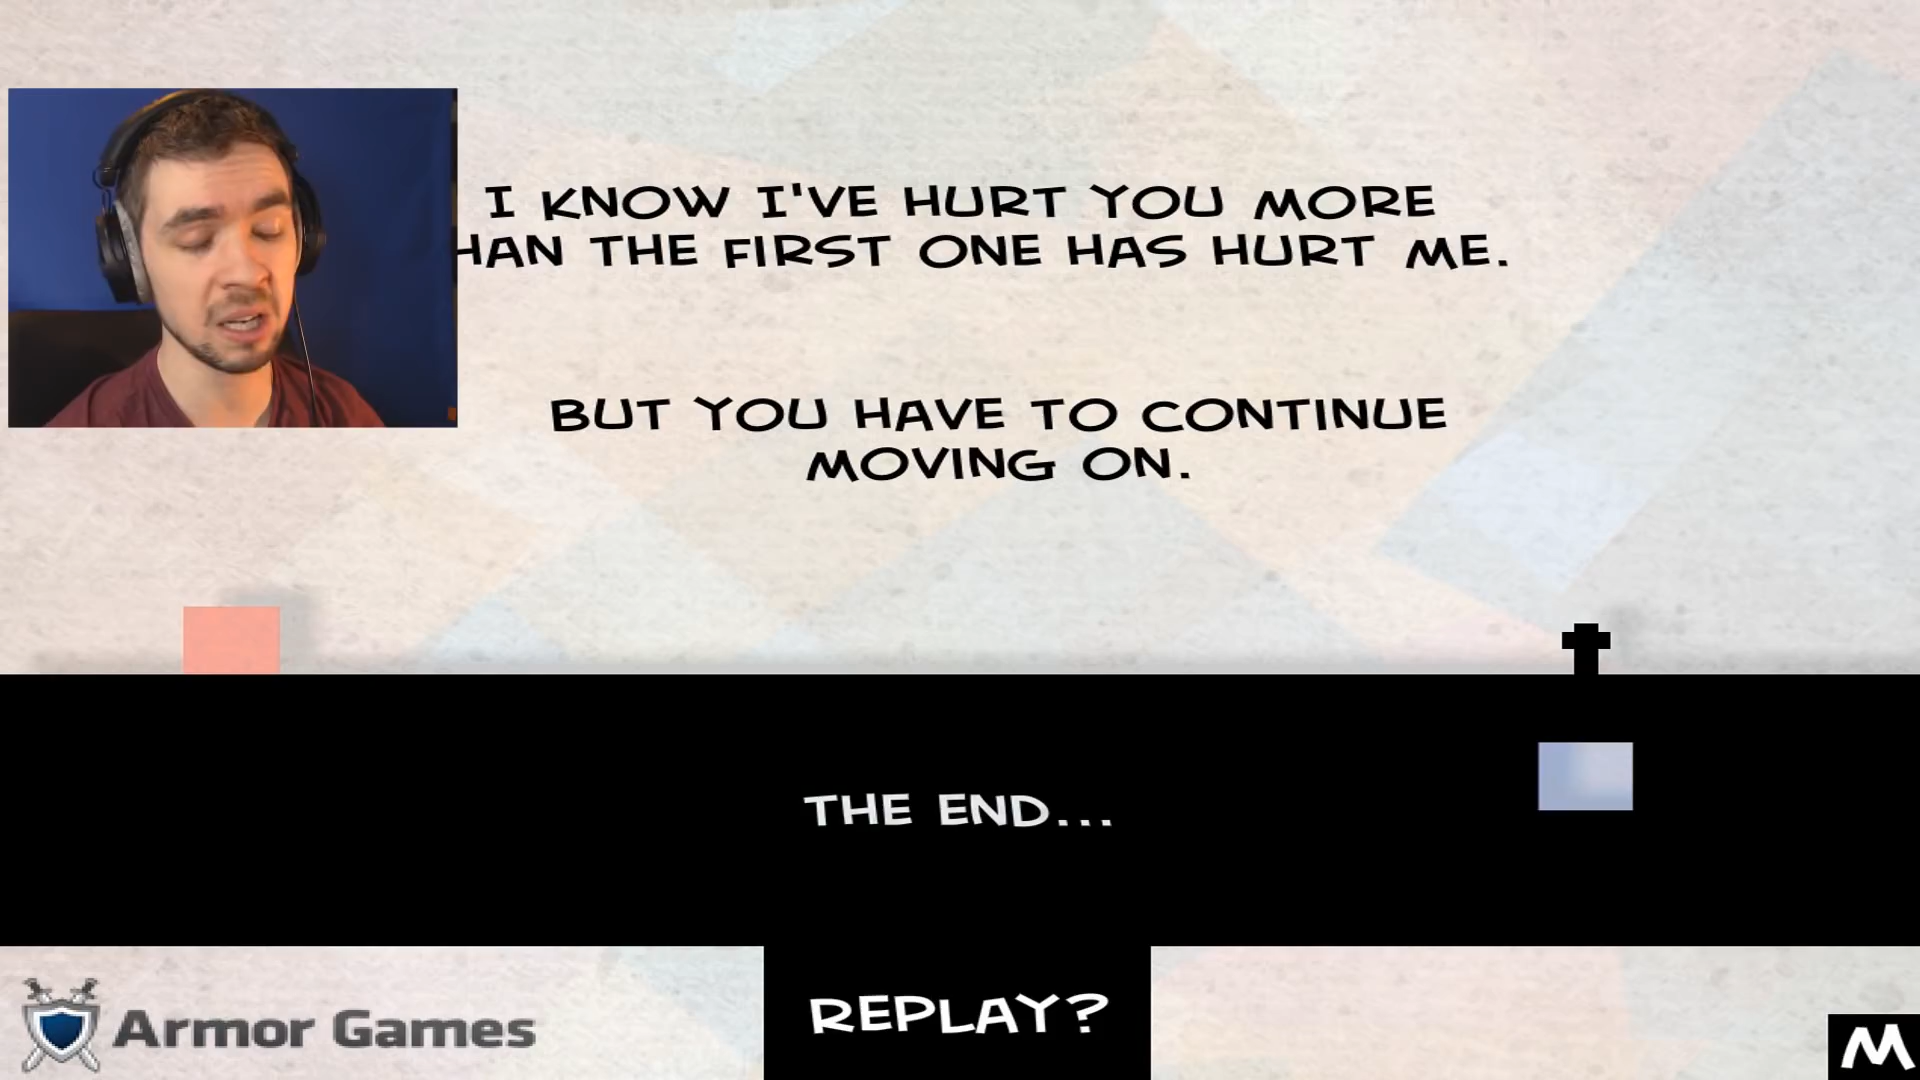 I KNOW I'VE HURT YOU MORE
HAN THE FIRST ONE HAS HURT ME.
BUT YOU HAVE TO CONTINUE
MOVING ON.
THE END...
REPLAY?
Armor Games
M